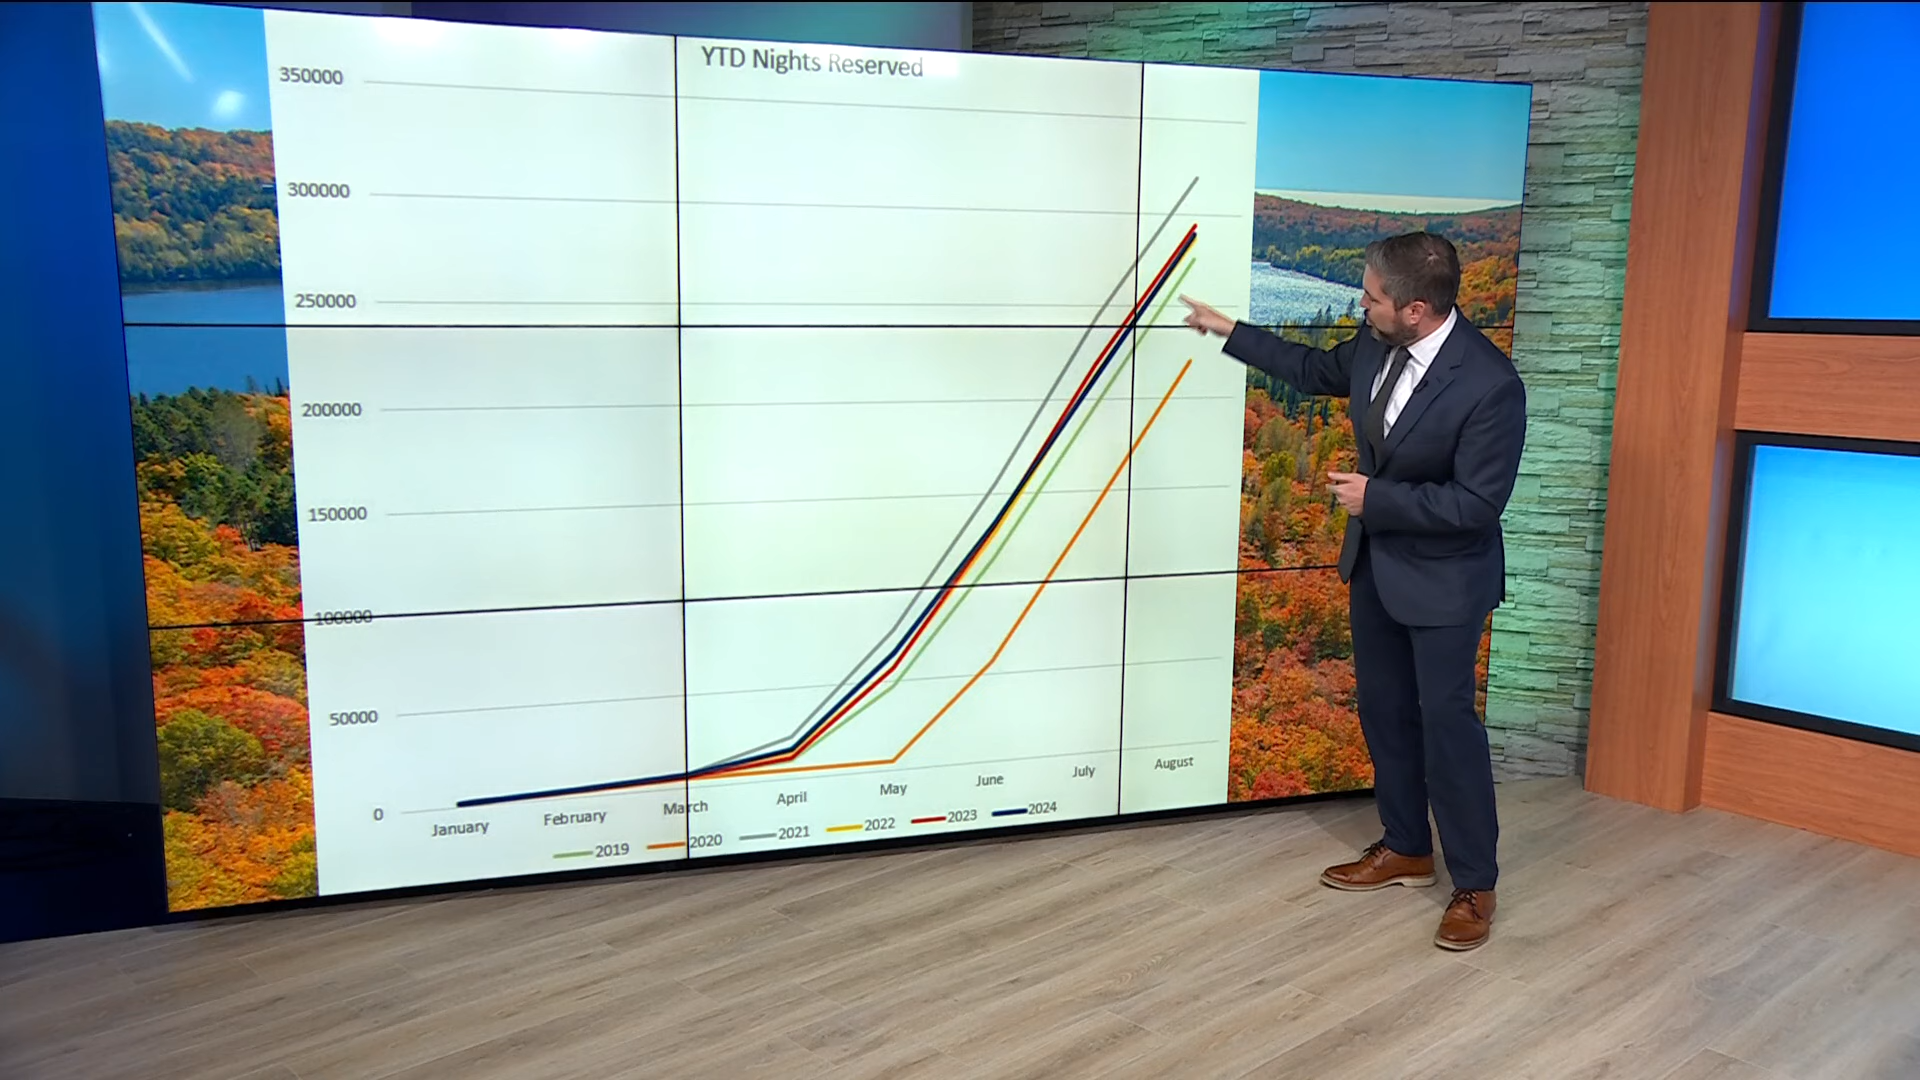 YTD Nights Reserved
350000
300000
250000
200000
150000
100000
50000
0
January February March April May June July August
2019 2020 2021 2022 2023 2024